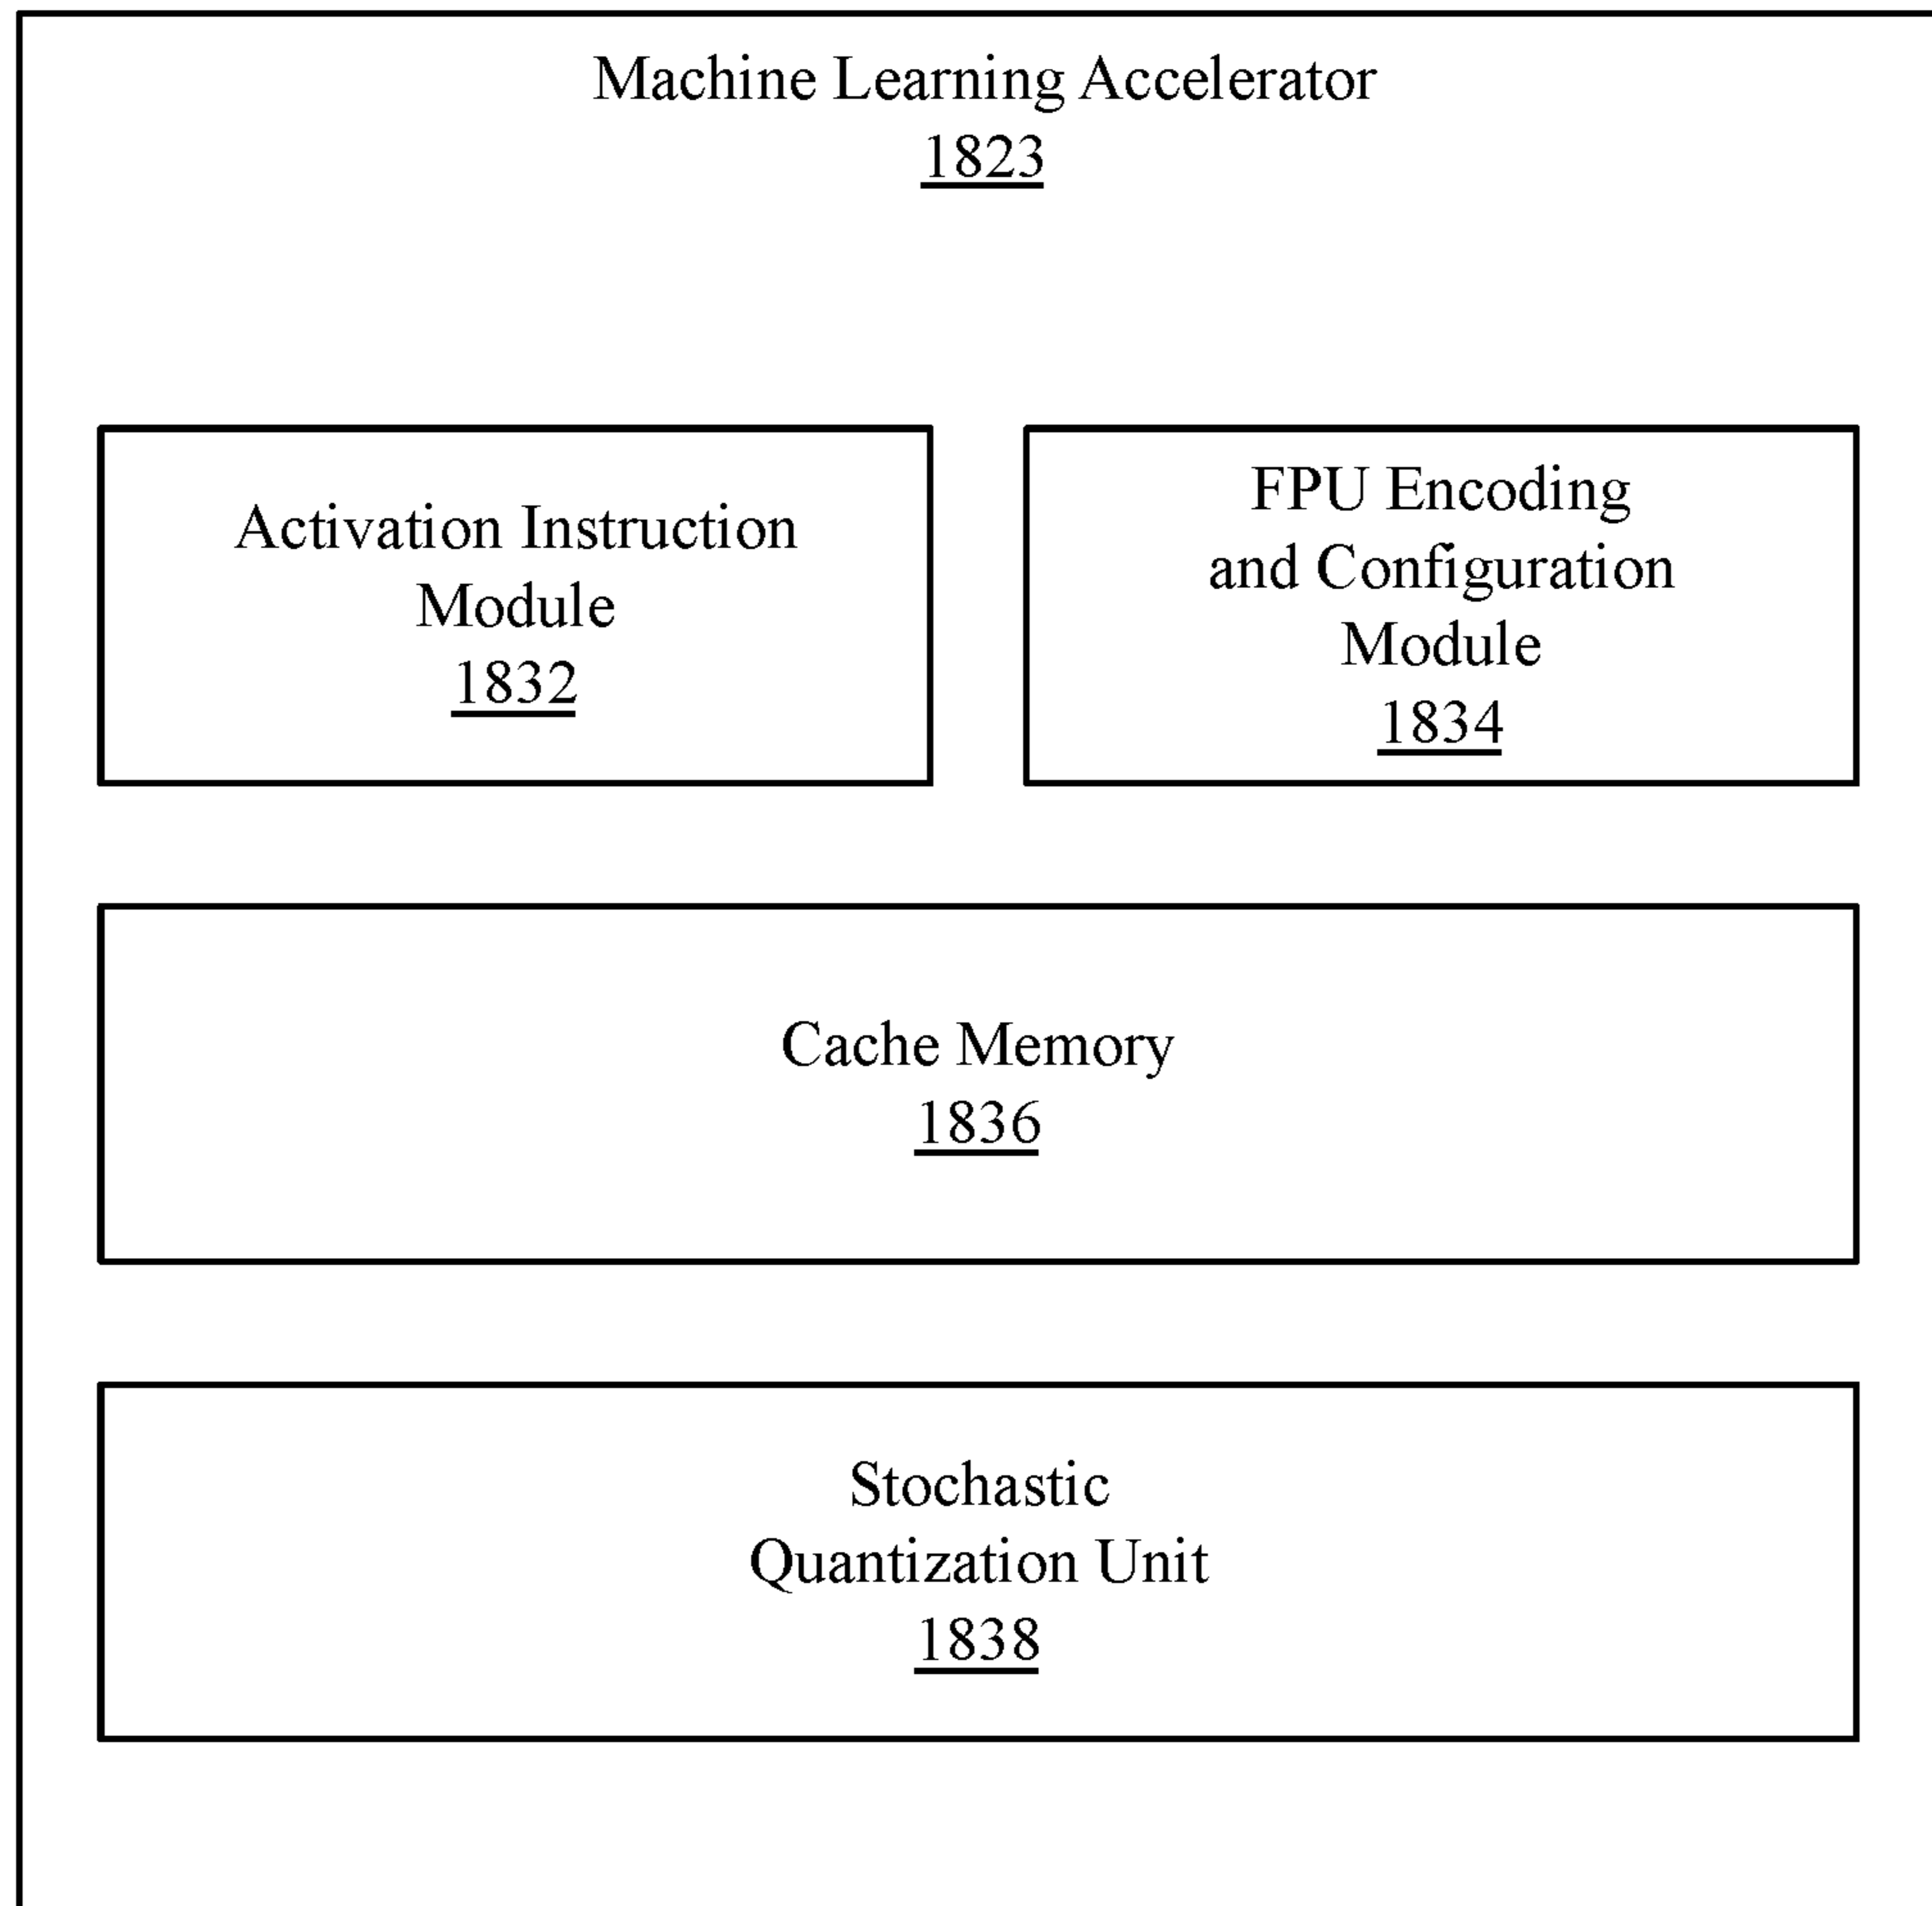 Machine Learning Accelerator
1823
Activation Instruction
Module
1832
FPU Encoding
and Configuration
Module
1834
Cache Memory
1836
Stochastic
Quantization Unit
1838